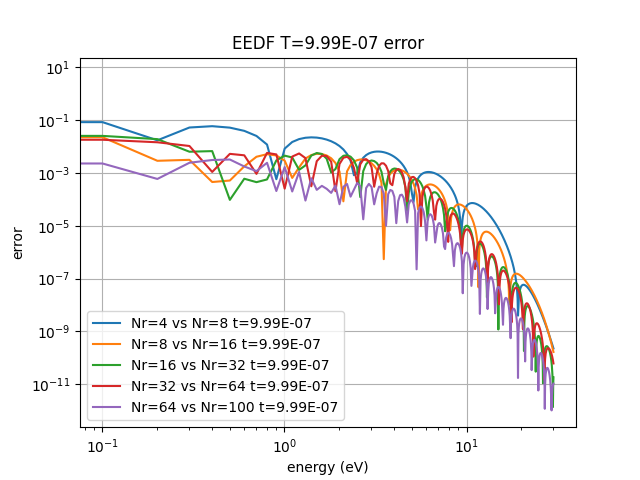 EEDF T=9.99E-07 error
error
10¹
10⁻¹
10⁻³
10⁻⁵
10⁻⁷
10⁻⁹
10⁻¹¹
Nr=4 vs Nr=8 t=9.99E-07
Nr=8 vs Nr=16 t=9.99E-07
Nr=16 vs Nr=32 t=9.99E-07
Nr=32 vs Nr=64 t=9.99E-07
Nr=64 vs Nr=100 t=9.99E-07
10⁻¹ 10⁰ 10¹
energy (eV)